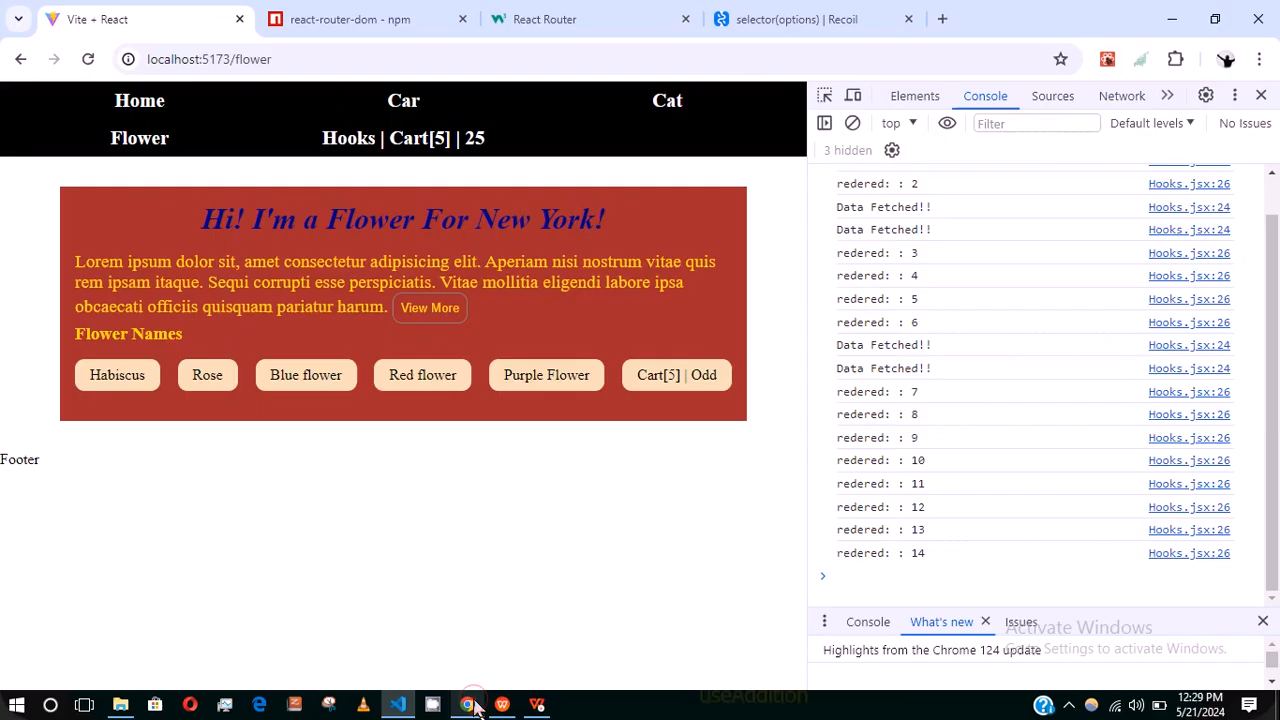 Vite + React
react-router-dom - npm
React Router
selector(options) | Recoil
localhost:5173/flower
Home
Car
Cat
Flower
Hooks | Cart[5] | 25
Hi! I'm a Flower For New York!
Lorem ipsum dolor sit, amet consectetur adipisicing elit. Aperiam nisi nostrum vitae quis
rem ipsam itaque. Sequi corrupti esse perspiciatis. Vitae mollitia eligendi labore ipsa
obcaecati officiis quisquam pariatur harum. View More
Flower Names
Habiscus
Rose
Blue flower
Red flower
Purple Flower
Cart[5] | Odd
Footer
Elements
Console
Sources
Network
top
Filter
Default levels
No Issues
3 hidden
redered: : 2 Hooks.jsx:26
Data Fetched!! Hooks.jsx:24
Data Fetched!! Hooks.jsx:24
redered: : 3 Hooks.jsx:26
redered: : 4 Hooks.jsx:26
redered: : 5 Hooks.jsx:26
redered: : 6 Hooks.jsx:26
Data Fetched!! Hooks.jsx:24
Data Fetched!! Hooks.jsx:24
redered: : 7 Hooks.jsx:26
redered: : 8 Hooks.jsx:26
redered: : 9 Hooks.jsx:26
redered: : 10 Hooks.jsx:26
redered: : 11 Hooks.jsx:26
redered: : 12 Hooks.jsx:26
redered: : 13 Hooks.jsx:26
redered: : 14 Hooks.jsx:26
Console
What's new
Issues
Activate Windows
Go to Settings to activate Windows.
Highlights from the Chrome 124 update
useAddition
12:29 PM
5/21/2024